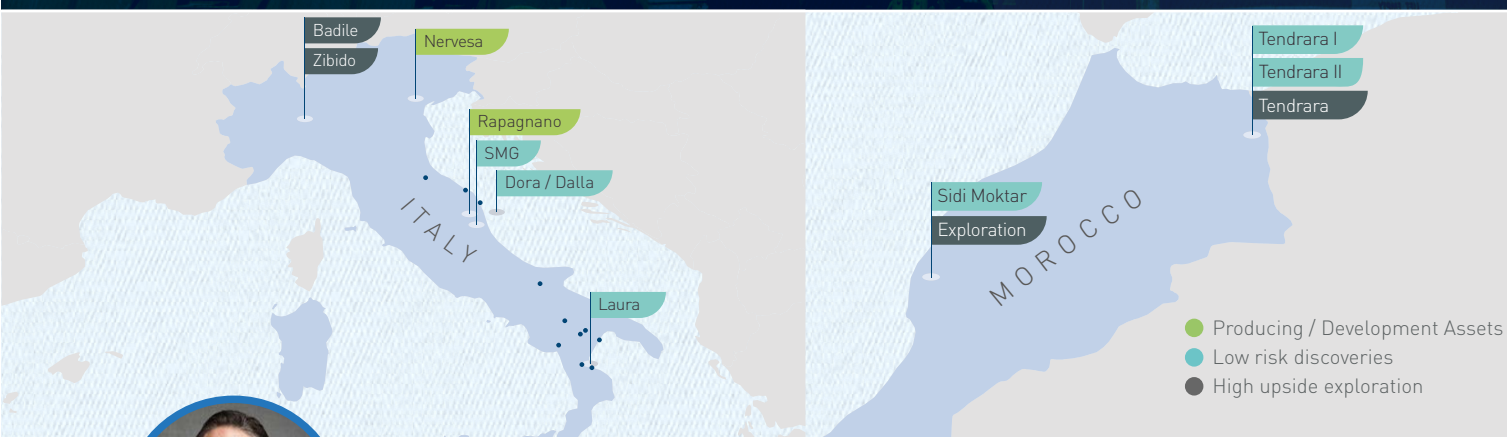 Badile
Zibido
Nervesa
Rapagnano
SMG
Dora / Dalla
ITALY
Laura
Tendrara I
Tendrara II
Tendrara
Sidi Moktar
Exploration
MOROCCO
Producing / Development Assets
Low risk discoveries
High upside exploration